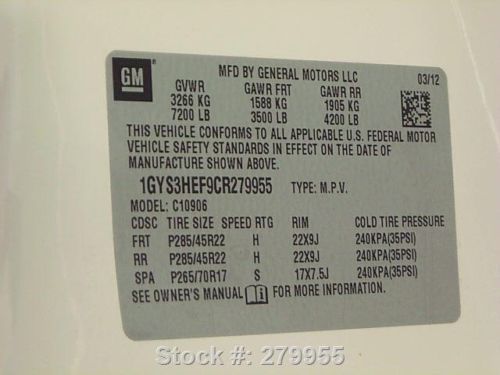 GM
MFD BY GENERAL MOTORS LLC 03/12
GVWR GAWR FRT GAWR RR
3266 KG 1588 KG 1905 KG
7200 LB 3500 LB 4200 LB
THIS VEHICLE CONFORMS TO ALL APPLICABLE U.S. FEDERAL MOTOR
VEHICLE SAFETY STANDARDS IN EFFECT ON THE DATE OF
MANUFACTURE SHOWN ABOVE.
1GYS3HEF9CR279955 TYPE: M.P.V.
MODEL: C10906
CDSC TIRE SIZE SPEED RTG RIM COLD TIRE PRESSURE
FRT P285/45R22 H 22X9J 240KPA(35PSI)
RR P285/45R22 H 22X9J 240KPA(35PSI)
SPA P265/70R17 S 17X7.5J 240KPA(35PSI)
SEE OWNER'S MANUAL FOR MORE INFORMATION.
Stock #: 279955